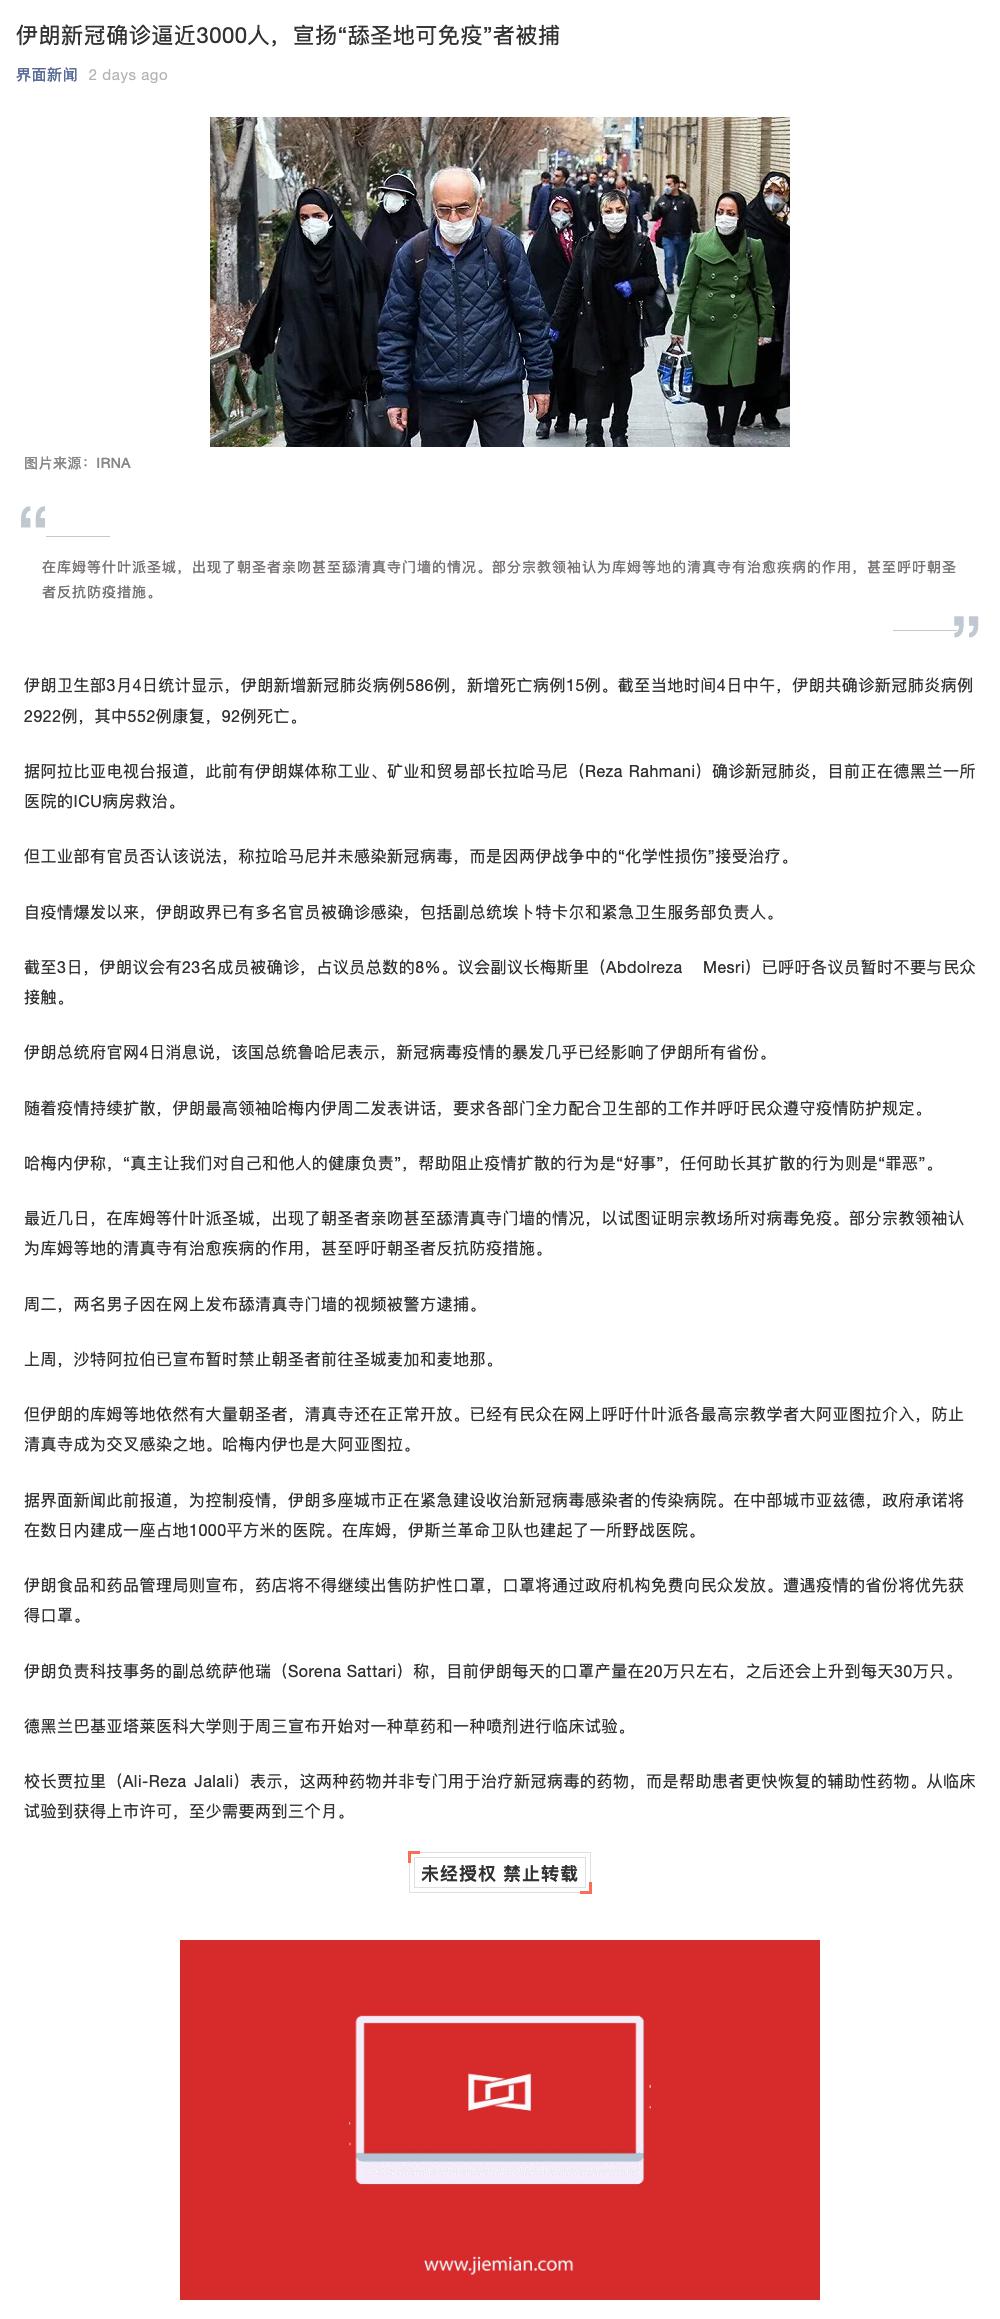 伊朗新冠确诊逼近3000人，宣扬“舔圣地可免疫”者被捕
界面新闻 2 days ago
图片来源：IRNA
在库姆等什叶派圣城，出现了朝圣者亲吻甚至舔清真寺门墙的情况。部分宗教领袖认为库姆等地的清真寺有治愈疾病的作用，甚至呼吁朝圣
者反抗防疫措施。
伊朗卫生部3月4日统计显示，伊朗新增新冠肺炎病例586例，新增死亡病例15例。截至当地时间4日中午，伊朗共确诊新冠肺炎病例
2922例，其中552例康复，92例死亡。
据阿拉比亚电视台报道，此前有伊朗媒体称工业、矿业和贸易部长拉哈马尼（Reza Rahmani）确诊新冠肺炎，目前正在德黑兰一所
医院的ICU病房救治。
但工业部有官员否认该说法，称拉哈马尼并未感染新冠病毒，而是因两伊战争中的“化学性损伤”接受治疗。
自疫情爆发以来，伊朗政界已有多名官员被确诊感染，包括副总统埃卜特卡尔和紧急卫生服务部负责人。
截至3日，伊朗议会有23名成员被确诊，占议员总数的8%。议会副议长梅斯里（Abdolreza Mesri）已呼吁各议员暂时不要与民众
接触。
伊朗总统府官网4日消息说，该国总统鲁哈尼表示，新冠病毒疫情的暴发几乎已经影响了伊朗所有省份。
随着疫情持续扩散，伊朗最高领袖哈梅内伊周二发表讲话，要求各部门全力配合卫生部的工作并呼吁民众遵守疫情防护规定。
哈梅内伊称，“真主让我们对自己和他人的健康负责”，帮助阻止疫情扩散的行为是“好事”，任何助长其扩散的行为则是“罪恶”。
最近几日，在库姆等什叶派圣城，出现了朝圣者亲吻甚至舔清真寺门墙的情况，以试图证明宗教场所对病毒免疫。部分宗教领袖认
为库姆等地的清真寺有治愈疾病的作用，甚至呼吁朝圣者反抗防疫措施。
周二，两名男子因在网上发布舔清真寺门墙的视频被警方逮捕。
上周，沙特阿拉伯已宣布暂时禁止朝圣者前往圣城麦加和麦地那。
但伊朗的库姆等地依然有大量朝圣者，清真寺还在正常开放。已经有民众在网上呼吁什叶派各最高宗教学者大阿亚图拉介入，防止
清真寺成为交叉感染之地。哈梅内伊也是大阿亚图拉。
据界面新闻此前报道，为控制疫情，伊朗多座城市正在紧急建设收治新冠病毒感染者的传染病院。在中部城市亚兹德，政府承诺将
在数日内建成一座占地1000平方米的医院。在库姆，伊斯兰革命卫队也建起了一所野战医院。
伊朗食品和药品管理局则宣布，药店将不得继续出售防护性口罩，口罩将通过政府机构免费向民众发放。遭遇疫情的省份将优先获
得口罩。
伊朗负责科技事务的副总统萨他瑞（Sorena Sattari）称，目前伊朗每天的口罩产量在20万只左右，之后还会上升到每天30万只。
德黑兰巴基亚塔莱医科大学则于周三宣布开始对一种草药和一种喷剂进行临床试验。
校长贾拉里（Ali-Reza Jalali）表示，这两种药物并非专门用于治疗新冠病毒的药物，而是帮助患者更快恢复的辅助性药物。从临床
试验到获得上市许可，至少需要两到三个月。
未经授权 禁止转载
www.jiemian.com